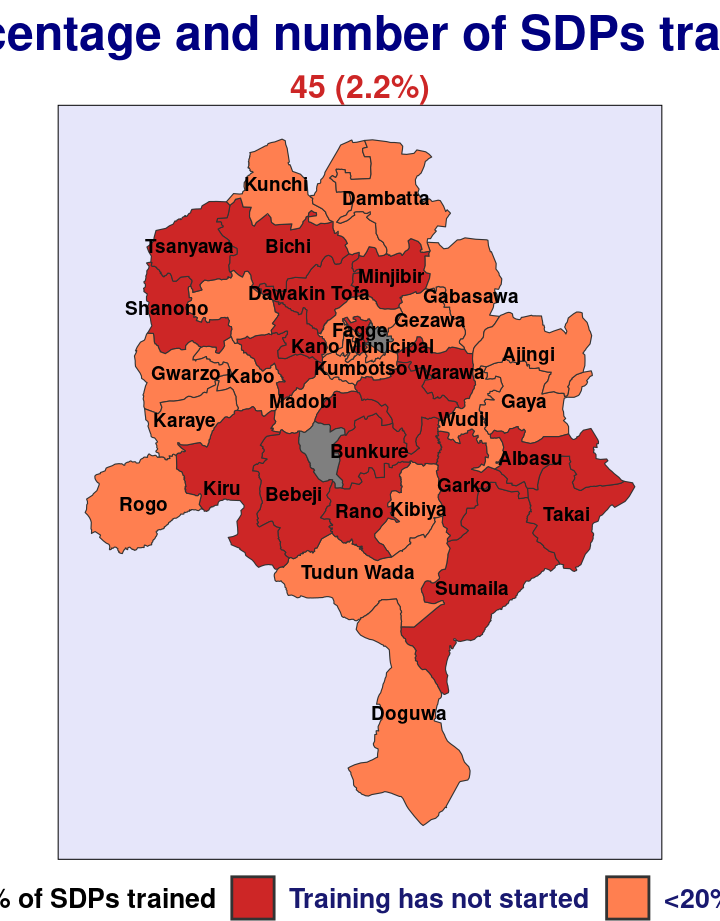 centage and number of SDPs tra
45 (2.2%)
Kunchi
Dambatta
Tsanyawa
Bichi
Minjibir
Dawakin Tofa
Gabasawa
Shanono
Gezawa
Fagge
Kano Municipal
Ajingi
Kumbotso
Warawa
Gwarzo
Kabo
Madobi
Gaya
Karaye
Wudil
Bunkure
Albasu
Garko
Kiru
Bebeji
Rogo
Rano
Kibiya
Takai
Tudun Wada
Sumaila
Doguwa
% of SDPs trained
Training has not started
<20%